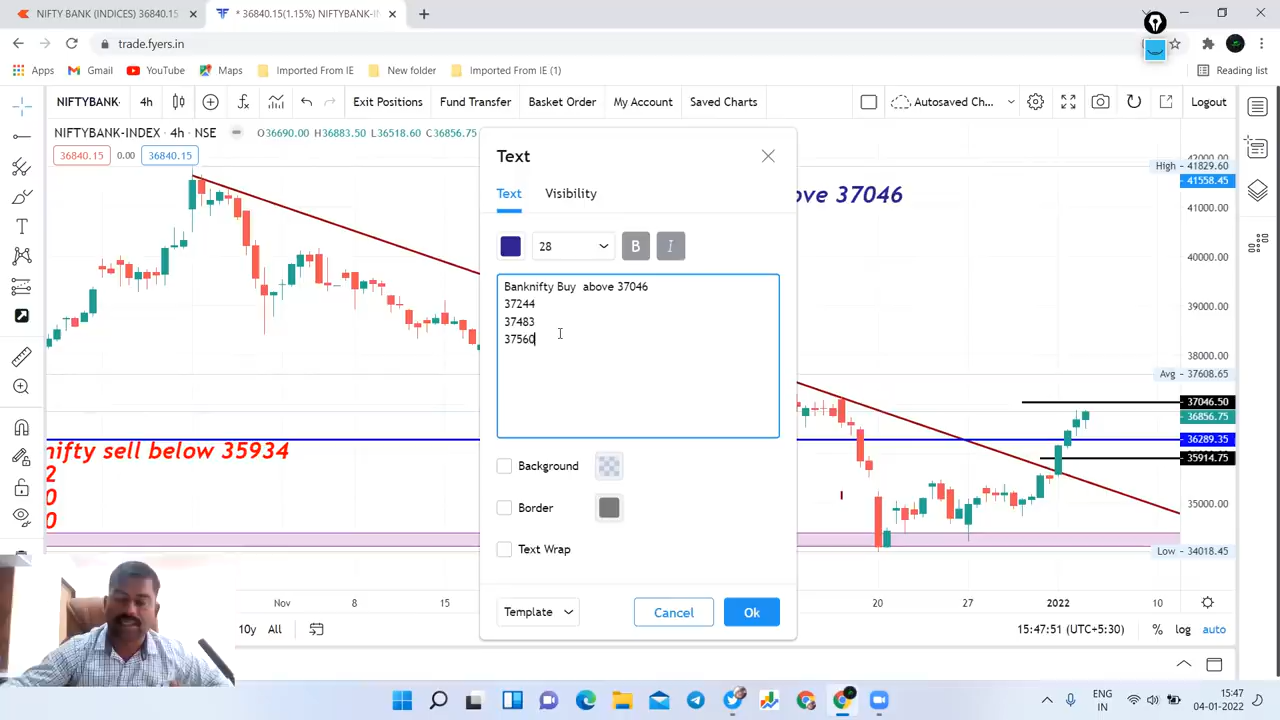 NIFTY BANK (INDICES) 36840.15
* 36840.15(1.15%) NIFTYBANK-IN
trade.fyers.in
Apps
Gmail
YouTube
Maps
Imported From IE
New folder
Imported From IE (1)
Reading list
NIFTYBANK-
4h
Exit Positions
Fund Transfer
Basket Order
My Account
Saved Charts
Autosaved Ch...
Logout
NIFTYBANK-INDEX • 4h • NSE
O36690.00 H36883.50 L36518.60 C36856.75
36840.15
0.00
36840.15
Text
Text
Visibility
28
B
I
Banknifty Buy above 37046
37244
37483
37560
Background
Border
Text Wrap
Template
Cancel
Ok
ove 37046
nifty sell below 35934
2
0
0
High - 41829.60
41558.45
42000.00
41000.00
40000.00
39000.00
38000.00
Avg - 37608.65
37046.50
36856.75
36289.35
35914.75
35000.00
Low - 34018.45
Nov
8
15
20
27
2022
10
10y
All
15:47:51 (UTC+5:30)
%
log
auto
ENG
IN
15:47
04-01-2022